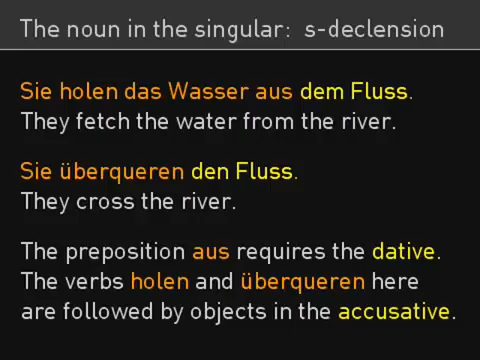 The noun in the singular: s-declension
Sie holen das Wasser aus dem Fluss.
They fetch the water from the river.
Sie überqueren den Fluss.
They cross the river.
The preposition aus requires the dative.
The verbs holen and überqueren here
are followed by objects in the accusative.